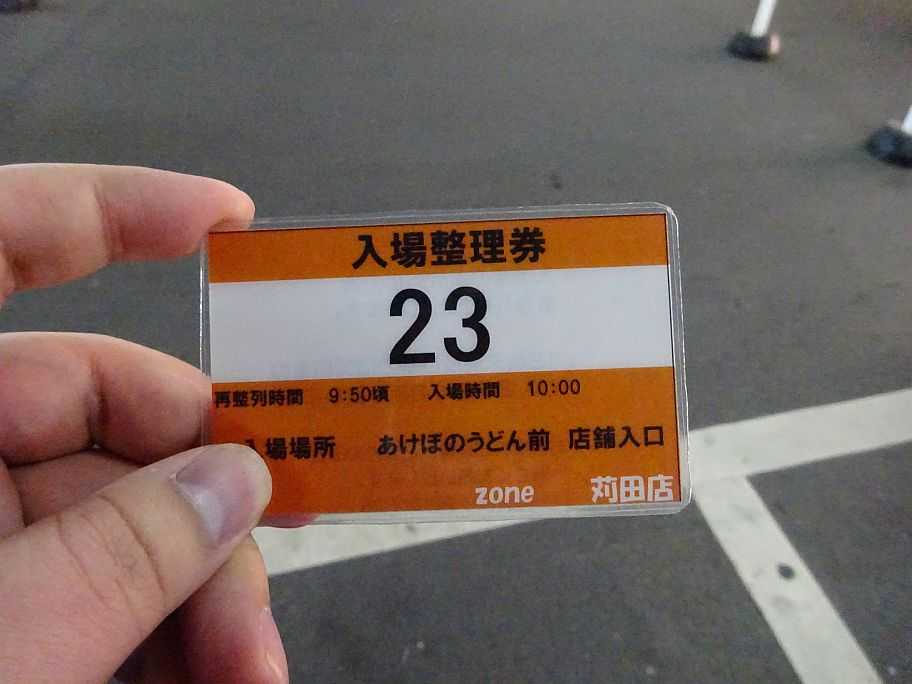 入場整理券
23
再整列時間 9:50頃 入場時間 10:00
入場場所 あけぼのうどん前 店舗入口
zone 苅田店